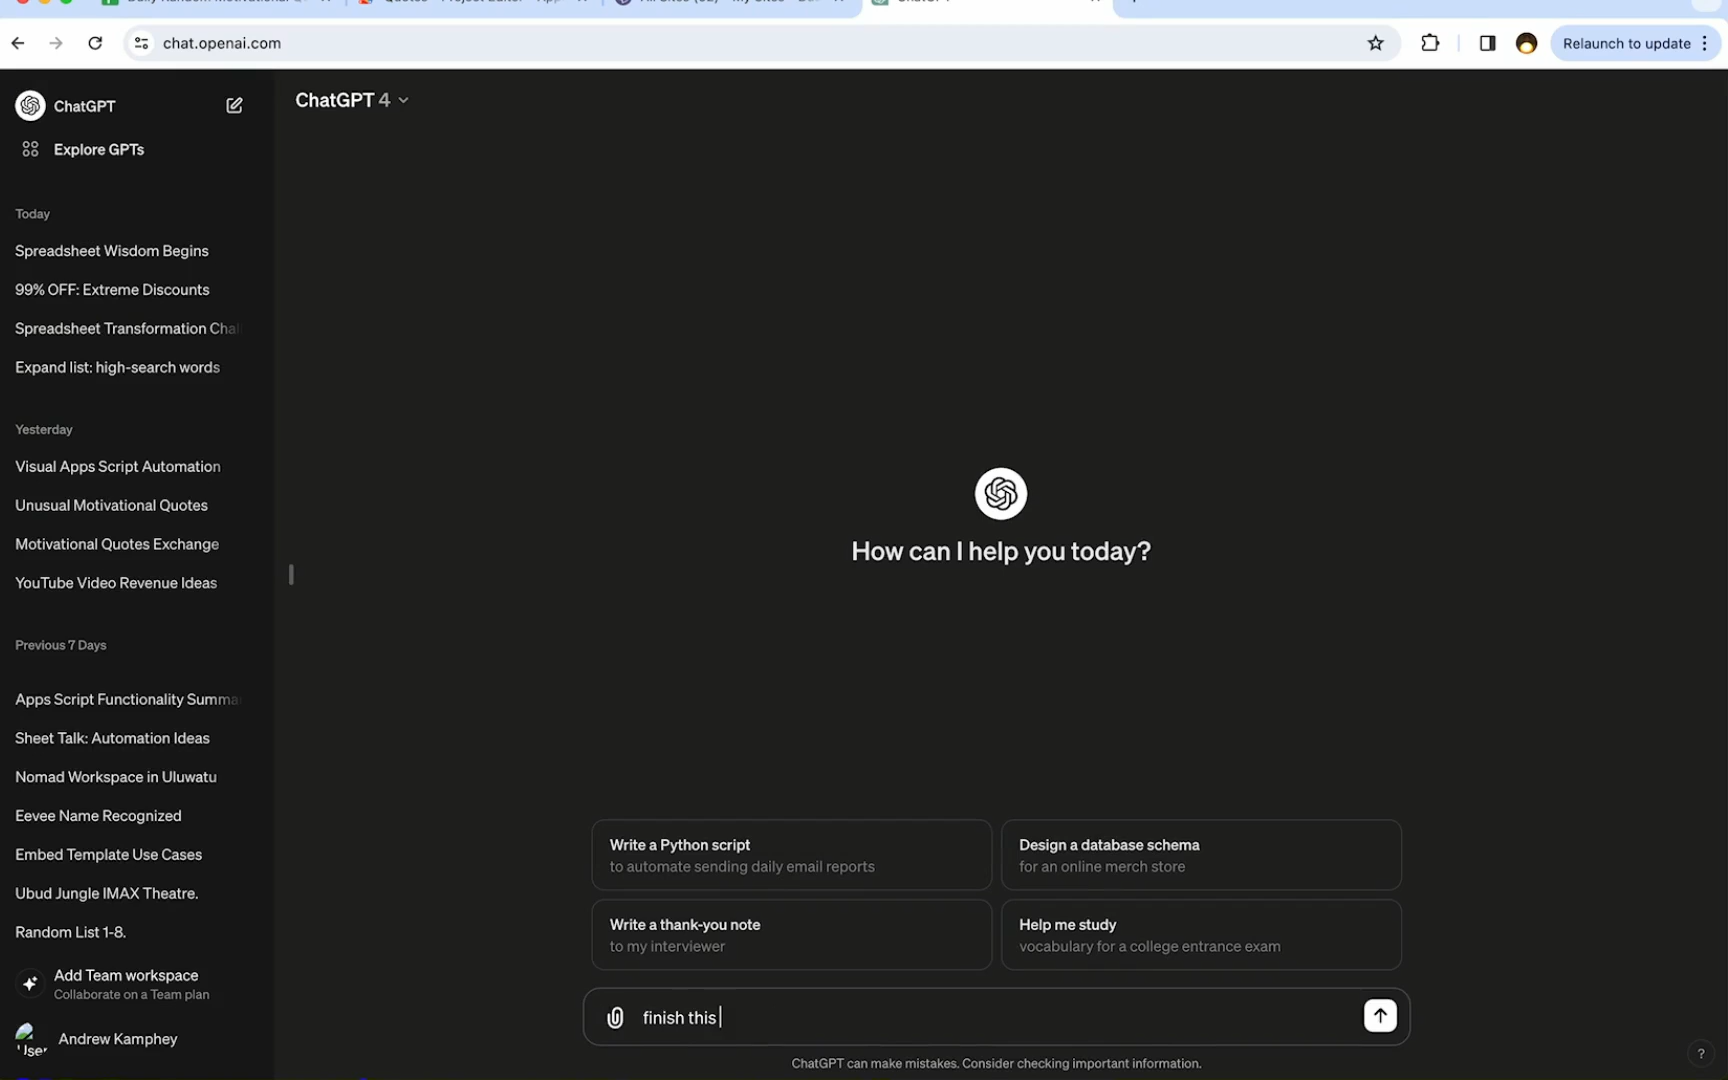 chat.openai.com
Relaunch to update
ChatGPT
ChatGPT 4
Explore GPTs
Today
Spreadsheet Wisdom Begins
99% OFF: Extreme Discounts
Spreadsheet Transformation Chal
Expand list: high-search words
Yesterday
Visual Apps Script Automation
Unusual Motivational Quotes
Motivational Quotes Exchange
YouTube Video Revenue Ideas
Previous 7 Days
Apps Script Functionality Summa
Sheet Talk: Automation Ideas
Nomad Workspace in Uluwatu
Eevee Name Recognized
Embed Template Use Cases
Ubud Jungle IMAX Theatre.
Random List 1-8.
Add Team workspace
Collaborate on a Team plan
User
Andrew Kamphey
How can I help you today?
Write a Python script
to automate sending daily email reports
Design a database schema
for an online merch store
Write a thank-you note
to my interviewer
Help me study
vocabulary for a college entrance exam
finish this
ChatGPT can make mistakes. Consider checking important information.
?